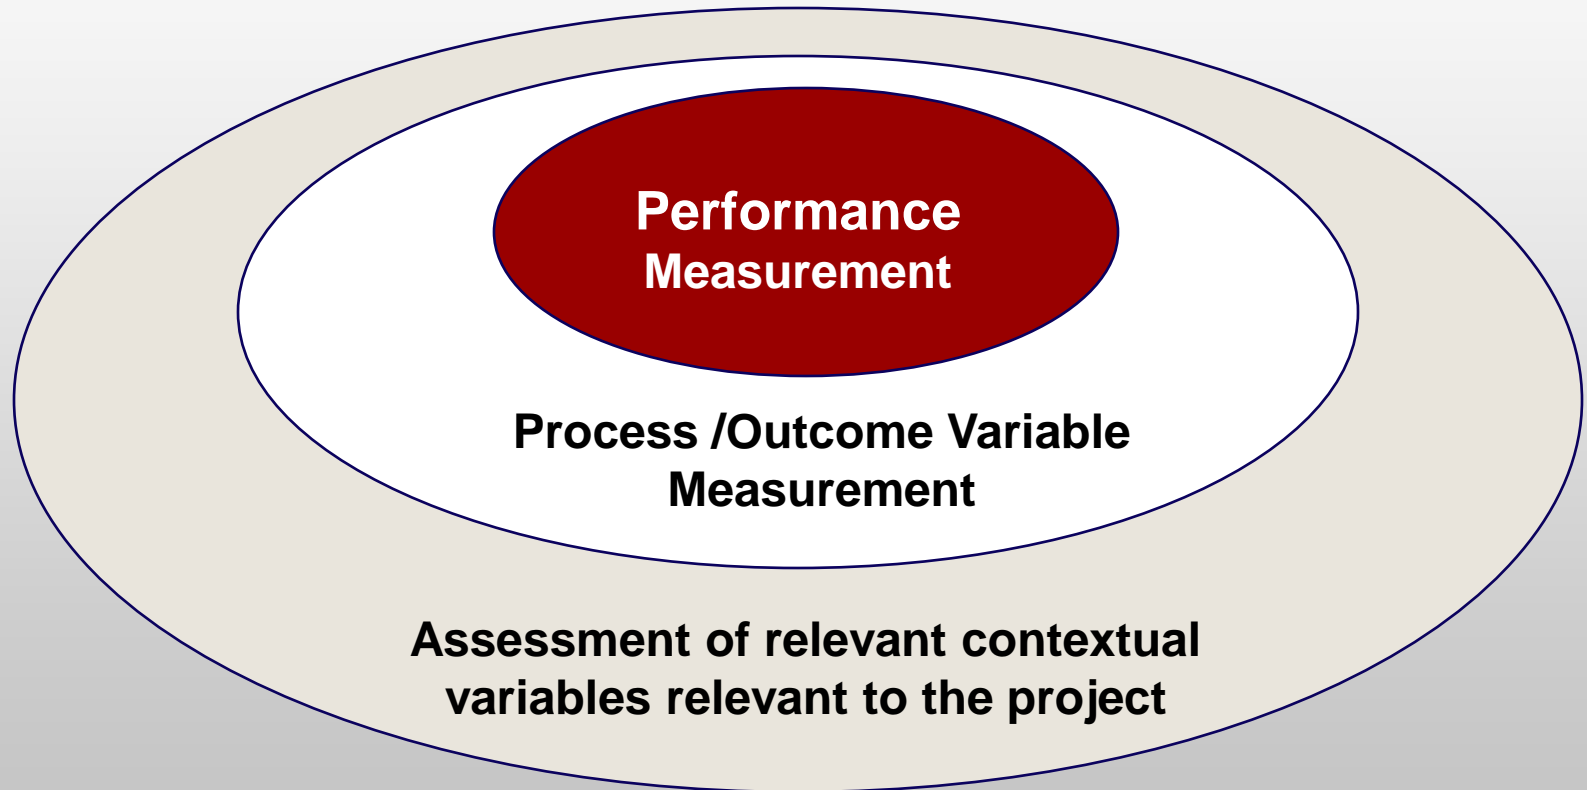 Performance
Measurement
Process /Outcome Variable
Measurement
Assessment of relevant contextual
variables relevant to the project